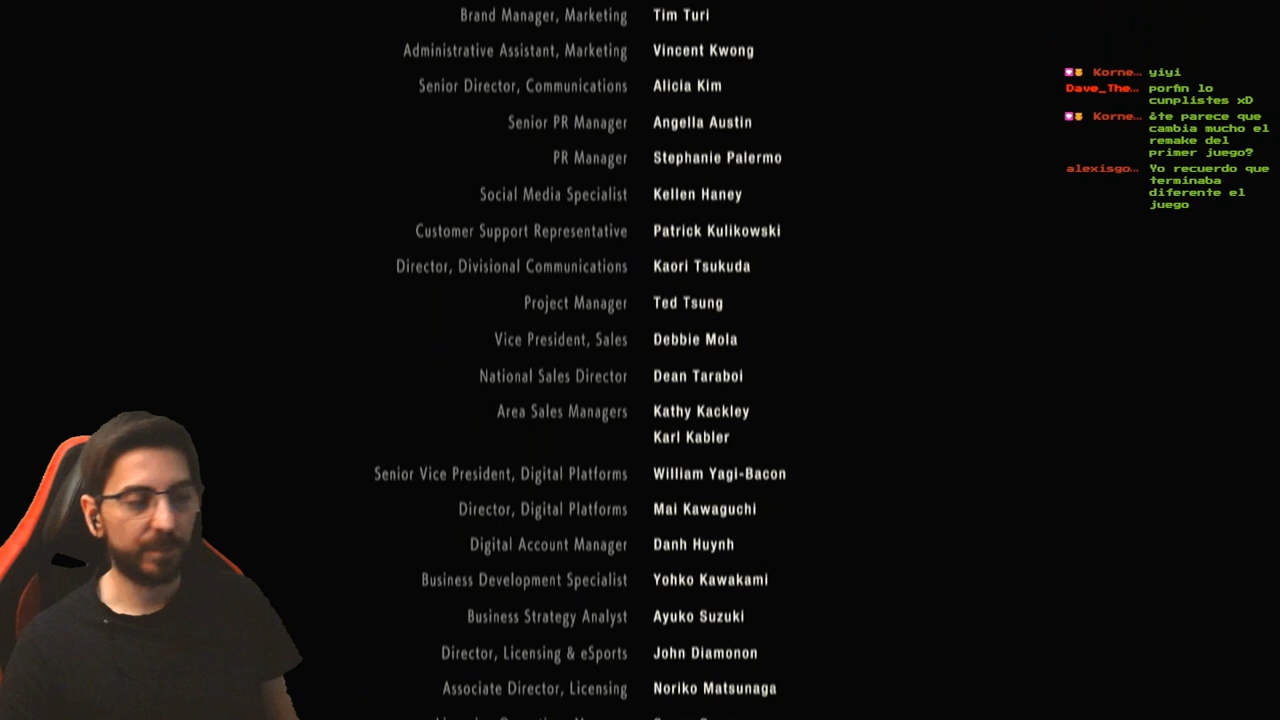 Brand Manager, Marketing Tim Turi
Administrative Assistant, Marketing Vincent Kwong
Senior Director, Communications Alicia Kim
Senior PR Manager Angella Austin
PR Manager Stephanie Palermo
Social Media Specialist Kellen Haney
Customer Support Representative Patrick Kulikowski
Director, Divisional Communications Kaori Tsukuda
Project Manager Ted Tsung
Vice President, Sales Debbie Mola
National Sales Director Dean Taraboi
Area Sales Managers Kathy Kackley
Karl Kabler
Senior Vice President, Digital Platforms William Yagi-Bacon
Director, Digital Platforms Mai Kawaguchi
Digital Account Manager Danh Huynh
Business Development Specialist Yohko Kawakami
Business Strategy Analyst Ayuko Suzuki
Director, Licensing & eSports John Diamonon
Associate Director, Licensing Noriko Matsunaga
Korne… yiyi
Dave_The… porfin lo
cunplistes xD
Korne… ¿te parece que
cambia mucho el
remake del
primer juego?
alexisgo… Yo recuerdo que
terminaba
diferente el
juego